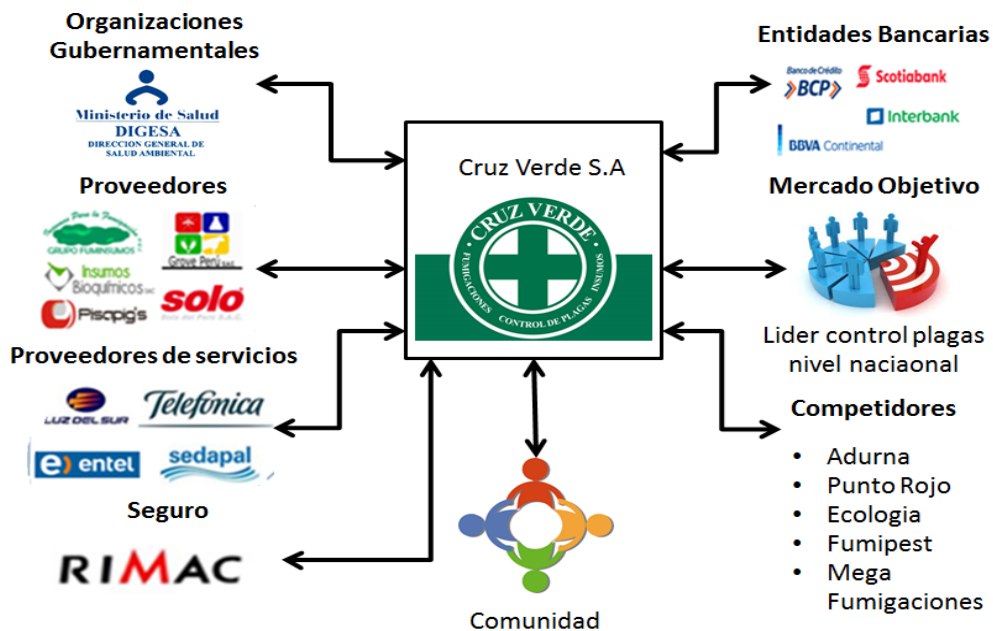 Organizaciones
Gubernamentales
Ministerio de Salud
DIGESA
DIRECCION GENERAL DE
SALUD AMBIENTAL
Proveedores
GRUPO FUMINSUMOS
Grove Perú SAC
Insumos
Bioquímicos SAC
Pisapig's
solo
Proveedores de servicios
LUZ DEL SUR
Telefónica
e) entel
sedapal
Seguro
RIMAC
Cruz Verde S.A
CRUZ VERDE
FUMIGACIONES CONTROL DE PLAGAS INSUMOS
Comunidad
Entidades Bancarias
Banco de Crédito
BCP
Scotiabank
Interbank
BBVA Continental
Mercado Objetivo
Lider control plagas
nivel naciaonal
Competidores
• Adurna
• Punto Rojo
• Ecologia
• Fumipest
• Mega
Fumigaciones